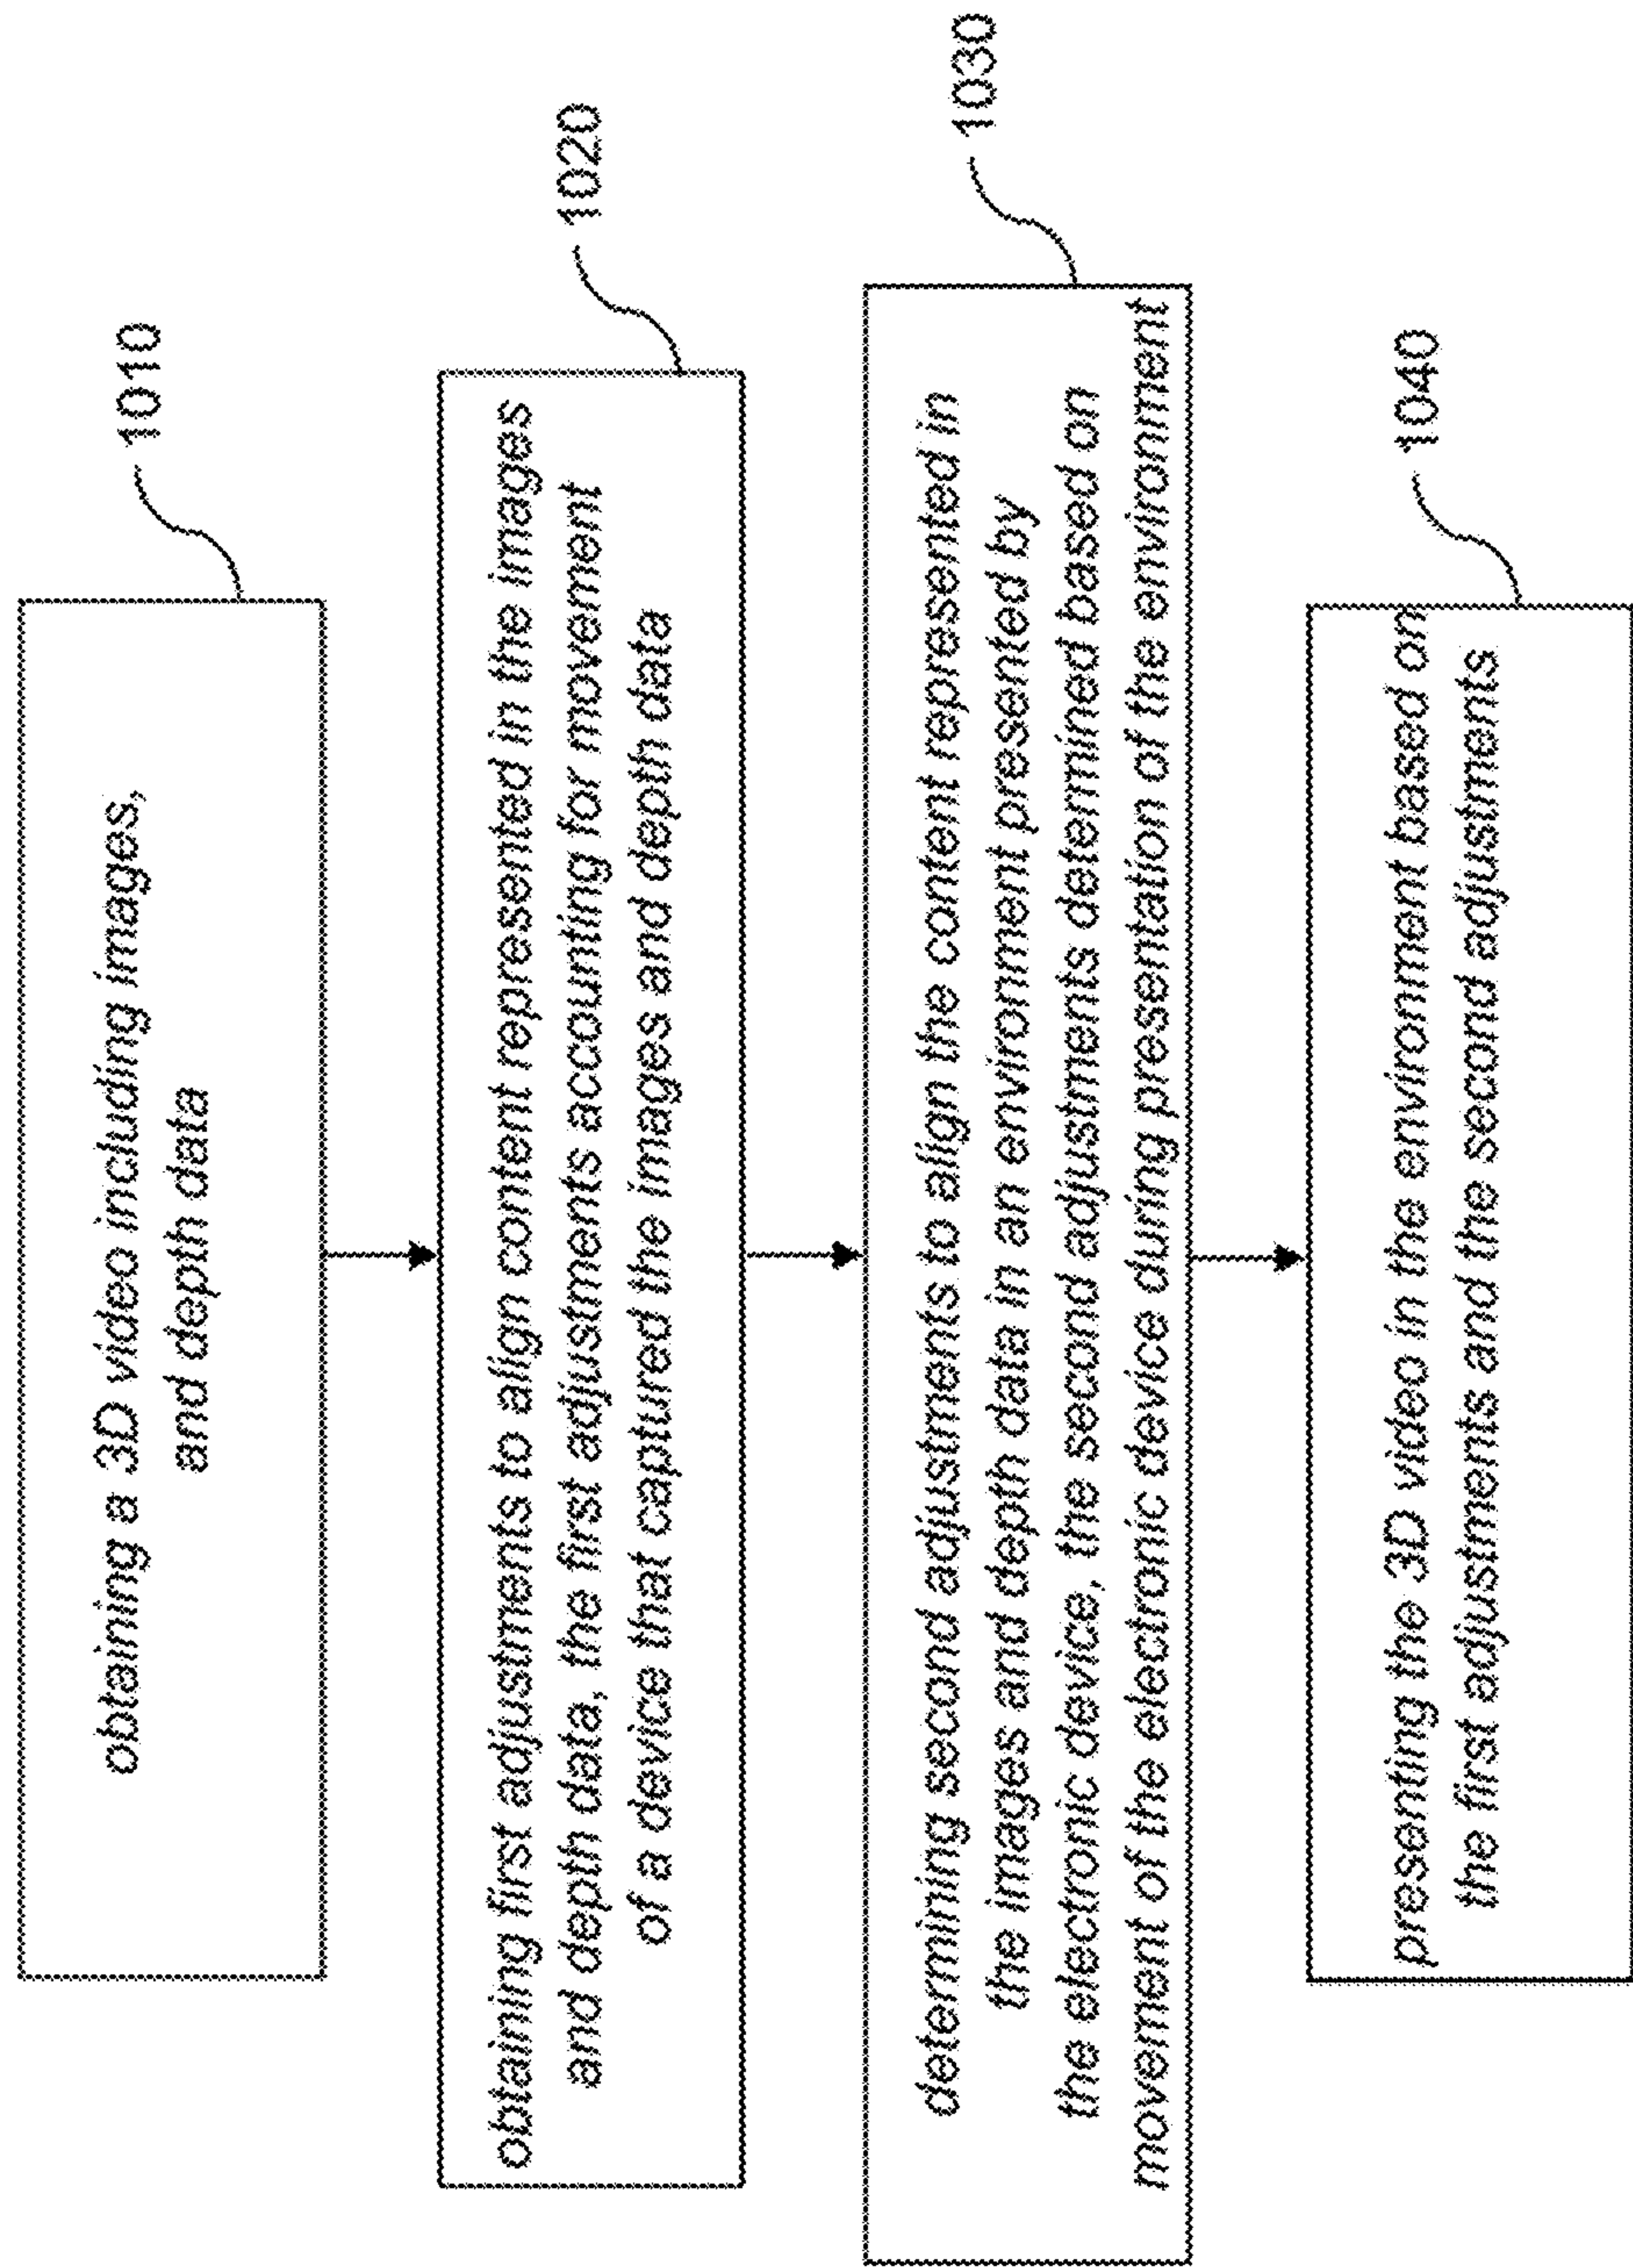 obtaining a 3D video including images,
and depth data
1010
obtaining first adjustments to align content represented in the images
and depth data, the first adjustments accounting for movement
of a device that captured the images and depth data
1020
determining second adjustments to align the content represented in
the images and depth data in an environment presented by
the electronic device, the second adjustments determined based on
movement of the electronic device during presentation of the environment
1030
presenting the 3D video in the environment based on
the first adjustments and the second adjustments
1040